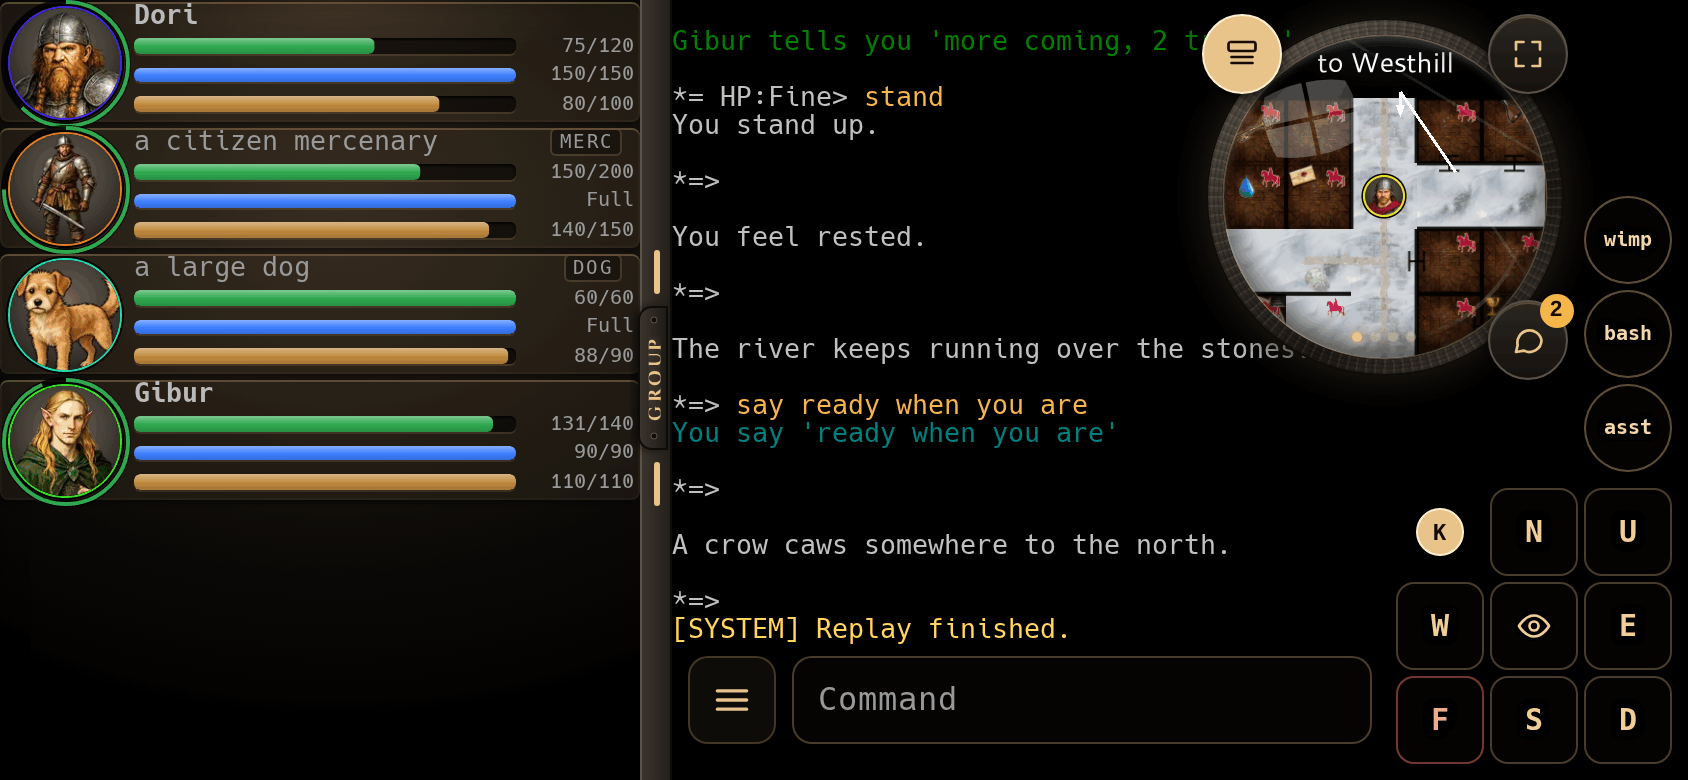 Dori
75/120
150/150
80/100
a citizen mercenary MERC
150/200
Full
140/150
a large dog DOG
60/60
Full
88/90
Gibur
131/140
90/90
110/110
GROUP
Gibur tells you 'more coming, 2
*= HP:Fine> stand
You stand up.
*=>
You feel rested.
*=>
The river keeps running over the stones.
*=> say ready when you are
You say 'ready when you are'
*=>
A crow caws somewhere to the north.
*=>
[SYSTEM] Replay finished.
Command
to Westhill
2
wimp
bash
asst
K N U
W E
F S D